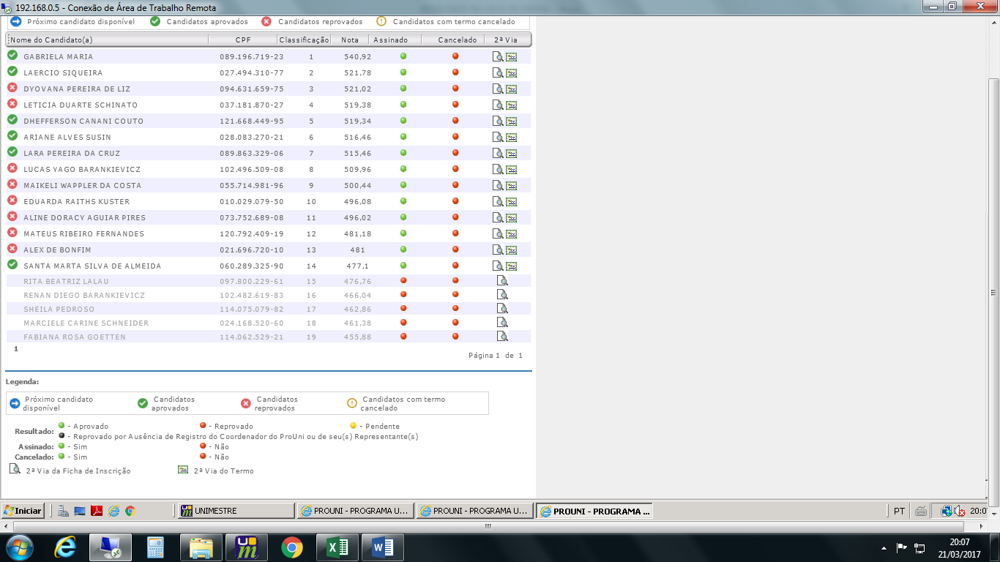 192.168.0.5 - Conexão de Área de Trabalho Remota
Próximo candidato disponível Candidatos aprovados Candidatos reprovados Candidatos com termo cancelado
Nome do Candidato(a) CPF Classificação Nota Assinado Cancelado 2ª Via
GABRIELA MARIA 089.196.719-23 1 540,92
LAERCIO SIQUEIRA 027.494.310-77 2 521,78
DYOVANA PEREIRA DE LIZ 094.631.659-75 3 521,02
LETICIA DUARTE SCHINATO 037.181.870-27 4 519,38
DHEFFERSON CANANI COUTO 121.668.449-95 5 519,34
ARIANE ALVES SUSIN 028.083.270-21 6 516,46
LARA PEREIRA DA CRUZ 089.863.329-06 7 515,46
LUCAS YAGO BARANKIEVICZ 102.496.509-08 8 509,96
MAIKELI WAPPLER DA COSTA 055.714.981-96 9 500,44
EDUARDA RAITHS KUSTER 010.029.079-50 10 496,08
ALINE DORACY AGUIAR PIRES 073.752.689-08 11 496,02
MATEUS RIBEIRO FERNANDES 120.792.409-19 12 481,18
ALEX DE BONFIM 021.696.720-10 13 481
SANTA MARTA SILVA DE ALMEIDA 060.289.325-90 14 477,1
RITA BEATRIZ LALAU 097.800.229-61 15 476,76
RENAN DIEGO BARANKIEVICZ 102.482.619-83 16 466,04
SHEILA PEDROSO 114.075.079-82 17 462,86
MARCIELE CARINE SCHNEIDER 024.168.520-60 18 461,38
FABIANA ROSA GOETTEN 114.062.529-21 19 455,88
1
Página 1 de 1
Legenda:
Próximo candidato disponível Candidatos aprovados Candidatos reprovados Candidatos com termo cancelado
Resultado: - Aprovado - Reprovado - Pendente
- Reprovado por Ausência de Registro do Coordenador do ProUni ou de seu(s) Representante(s)
Assinado: - Sim - Não
Cancelado: - Sim - Não
2ª Via da Ficha de Inscrição 2ª Via do Termo
Iniciar UNIMESTRE PROUNI - PROGRAMA U... PROUNI - PROGRAMA U... PROUNI - PROGRAMA ... PT 20:07
20:07
21/03/2017